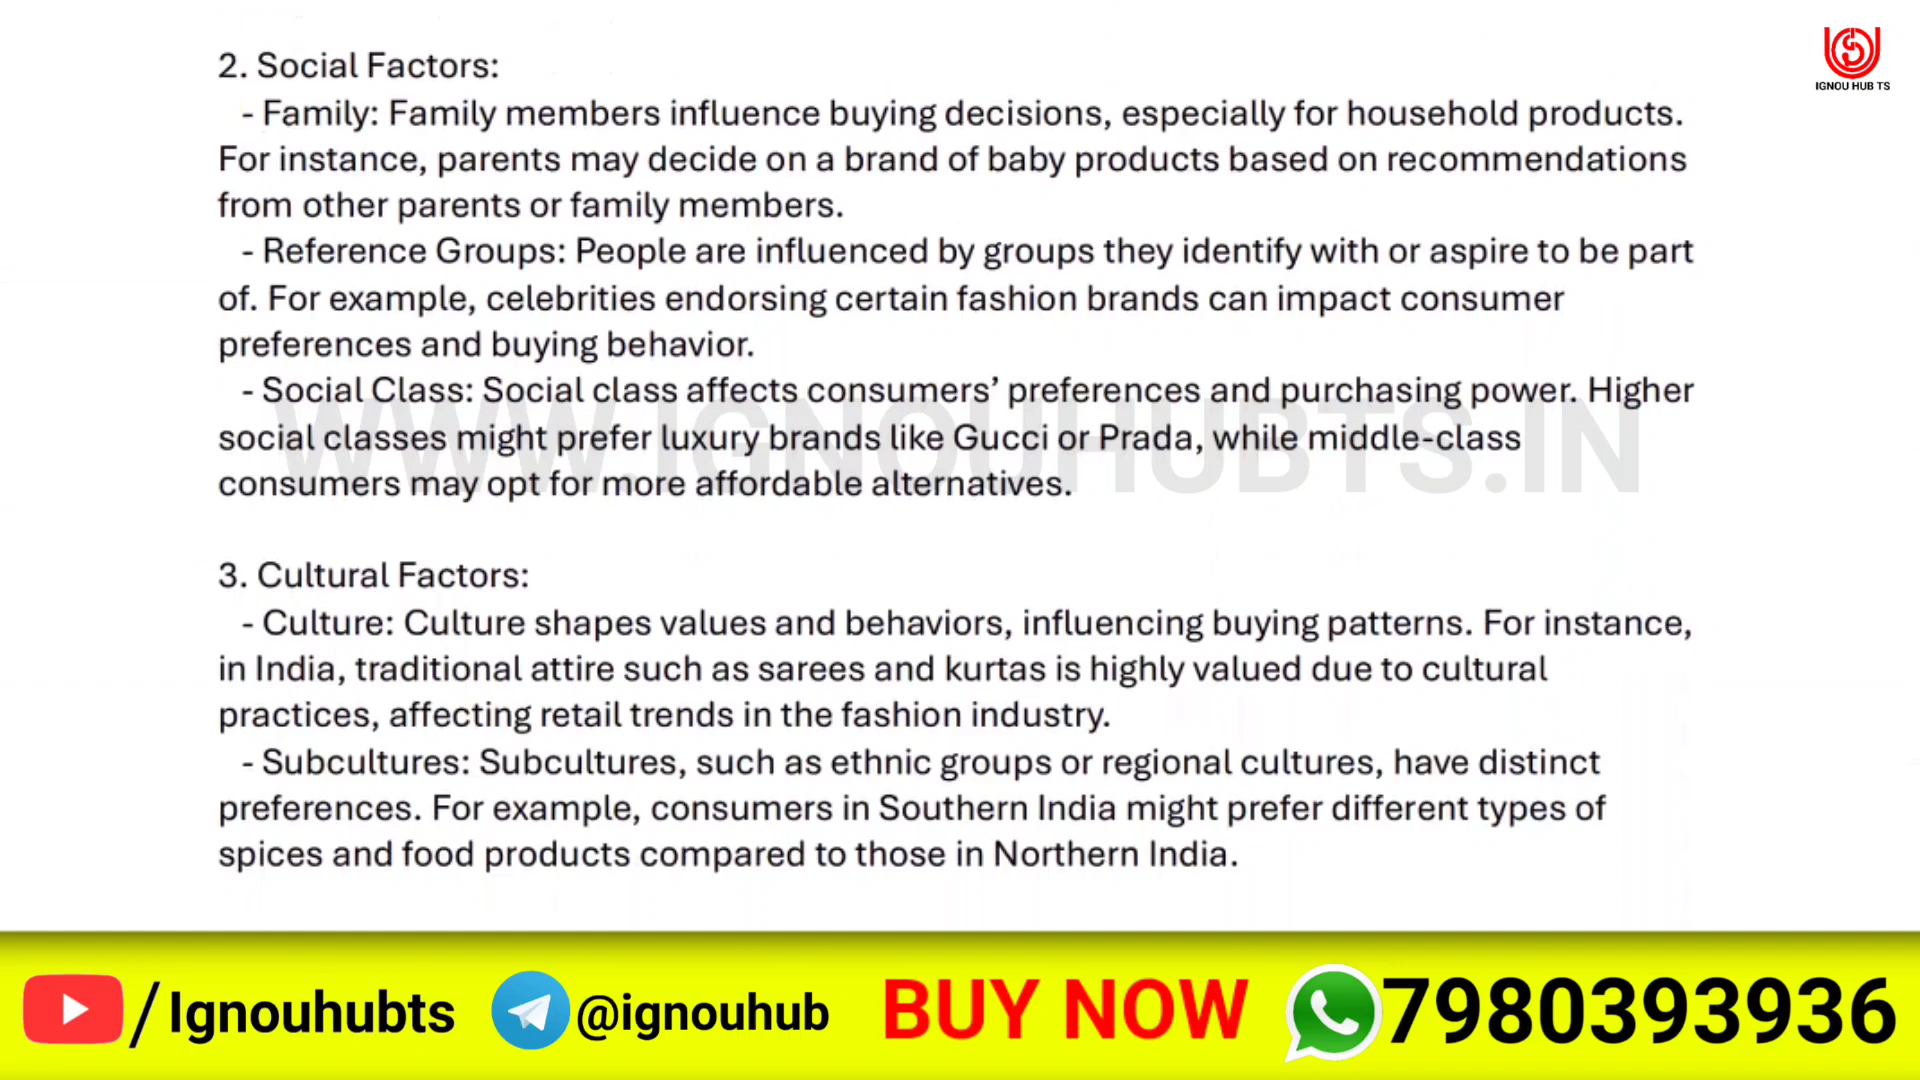 IGNOU HUB TS
2. Social Factors:
- Family: Family members influence buying decisions, especially for household products.
For instance, parents may decide on a brand of baby products based on recommendations
from other parents or family members.
- Reference Groups: People are influenced by groups they identify with or aspire to be part
of. For example, celebrities endorsing certain fashion brands can impact consumer
preferences and buying behavior.
- Social Class: Social class affects consumers’ preferences and purchasing power. Higher
social classes might prefer luxury brands like Gucci or Prada, while middle-class
consumers may opt for more affordable alternatives.
WWW.IGNOUHUBTS.IN
3. Cultural Factors:
- Culture: Culture shapes values and behaviors, influencing buying patterns. For instance,
in India, traditional attire such as sarees and kurtas is highly valued due to cultural
practices, affecting retail trends in the fashion industry.
- Subcultures: Subcultures, such as ethnic groups or regional cultures, have distinct
preferences. For example, consumers in Southern India might prefer different types of
spices and food products compared to those in Northern India.
/Ignouhubts @ignouhub BUY NOW 7980393936